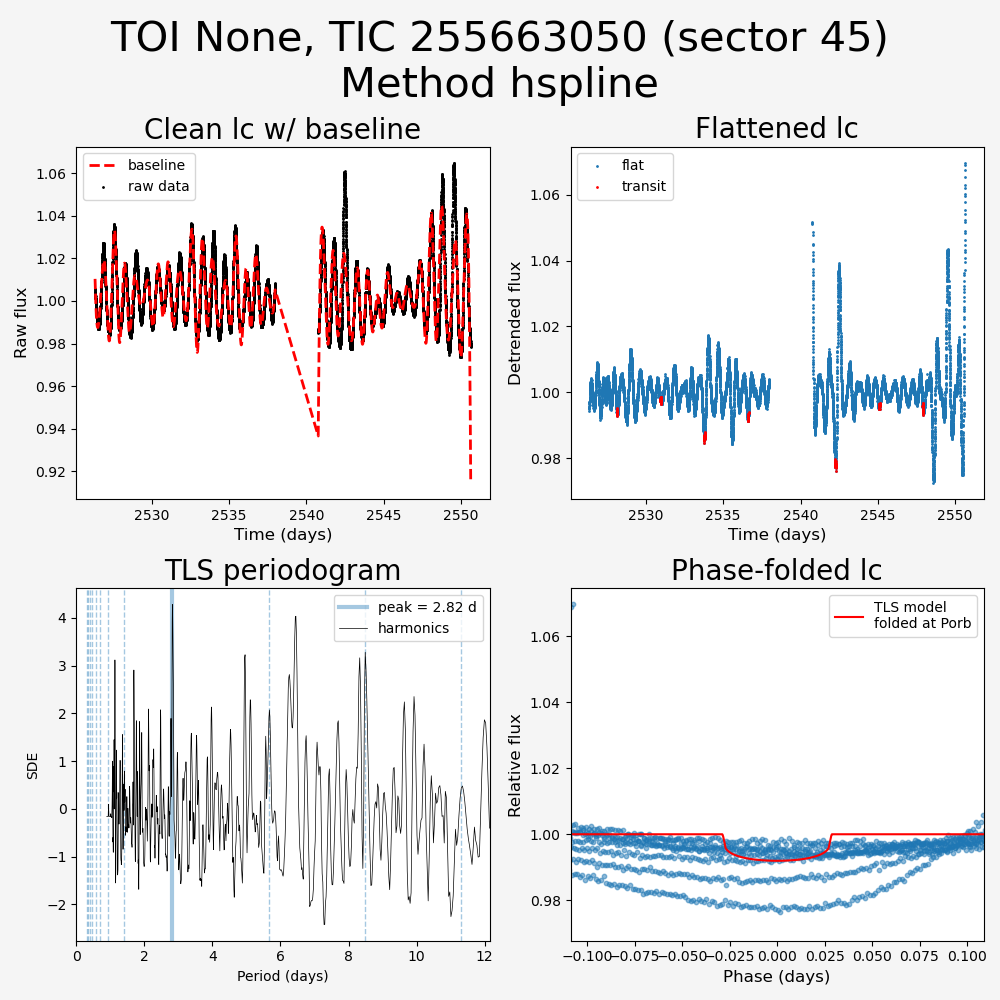 TOI None, TIC 255663050 (sector 45)
Method hspline
Clean lc w/ baseline
baseline
raw data
Raw flux
1.06
1.04
1.02
1.00
0.98
0.96
0.94
0.92
2530
2535
2540
2545
2550
Time (days)
Flattened lc
flat
transit
Detrended flux
1.06
1.04
1.02
1.00
0.98
2530
2535
2540
2545
2550
Time (days)
TLS periodogram
peak = 2.82 d
harmonics
SDE
4
3
2
1
0
−1
−2
0
2
4
6
8
10
12
Period (days)
Phase-folded lc
TLS model
folded at Porb
Relative flux
1.06
1.04
1.02
1.00
0.98
−0.100
−0.075
−0.050
−0.025
0.000
0.025
0.050
0.075
0.100
Phase (days)